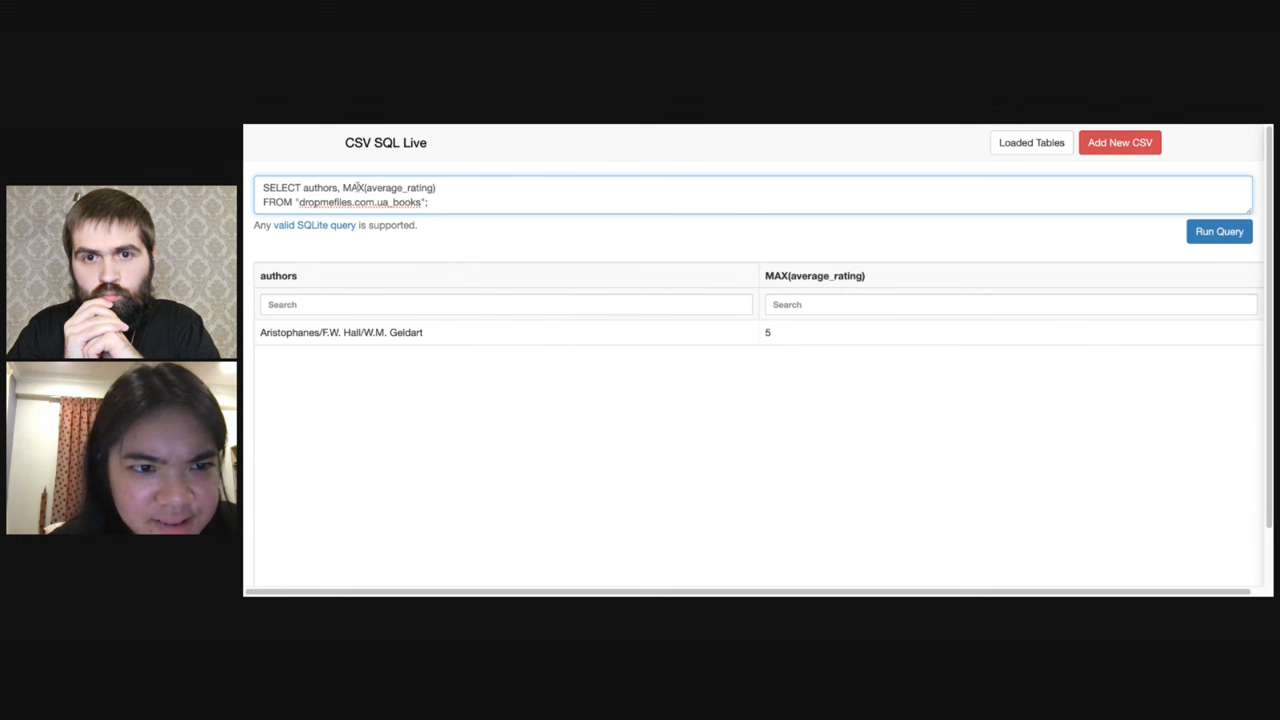 CSV SQL Live
Loaded Tables
Add New CSV
SELECT authors, MAX(average_rating)
FROM "dropmefiles.com.ua_books";
Any valid SQLite query is supported.
Run Query
authors
MAX(average_rating)
Search
Search
Aristophanes/F.W. Hall/W.M. Geldart
5